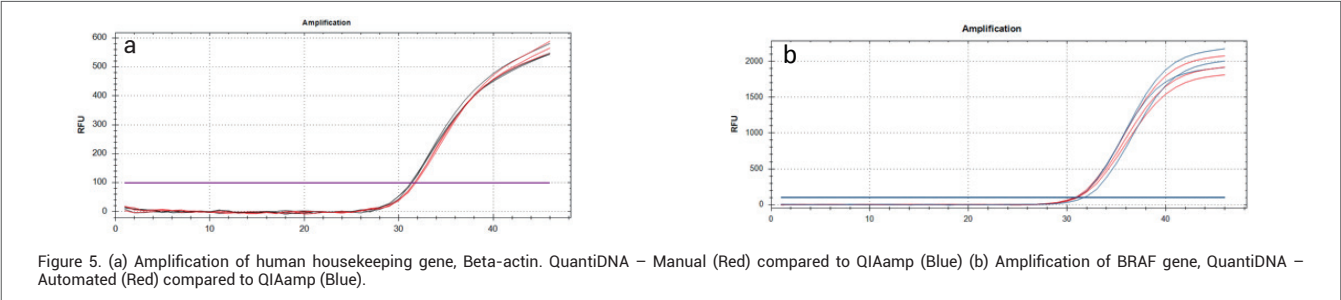 Amplification
a
600
500
400
300
200
100
0
RFU
0 10 20 30 40
Amplification
b
2000
1500
1000
500
0
RFU
0 10 20 30 40
Figure 5. (a) Amplification of human housekeeping gene, Beta-actin. QuantiDNA – Manual (Red) compared to QIAamp (Blue) (b) Amplification of BRAF gene, QuantiDNA –
Automated (Red) compared to QIAamp (Blue).